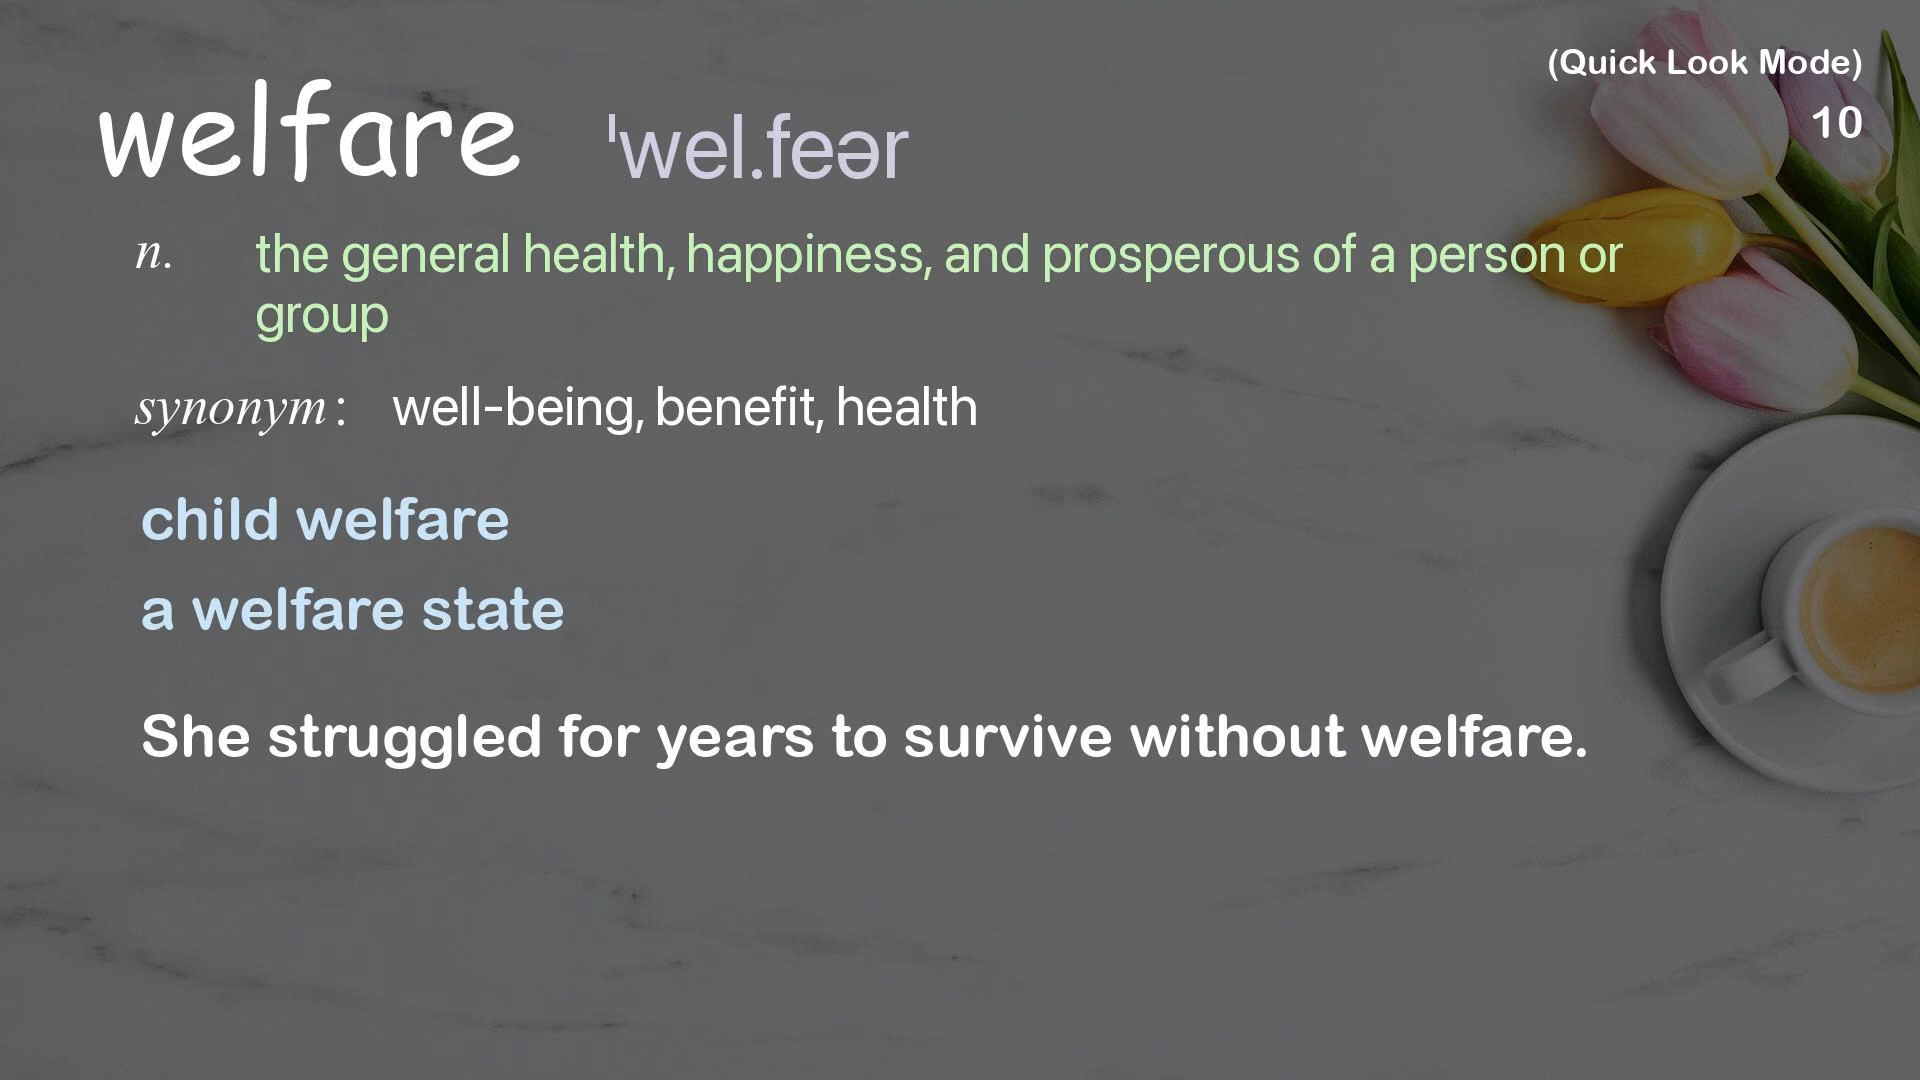 (Quick Look Mode)
10
welfare ˈwel.feər
n. the general health, happiness, and prosperous of a person or
group
synonym: well-being, benefit, health
child welfare
a welfare state
She struggled for years to survive without welfare.